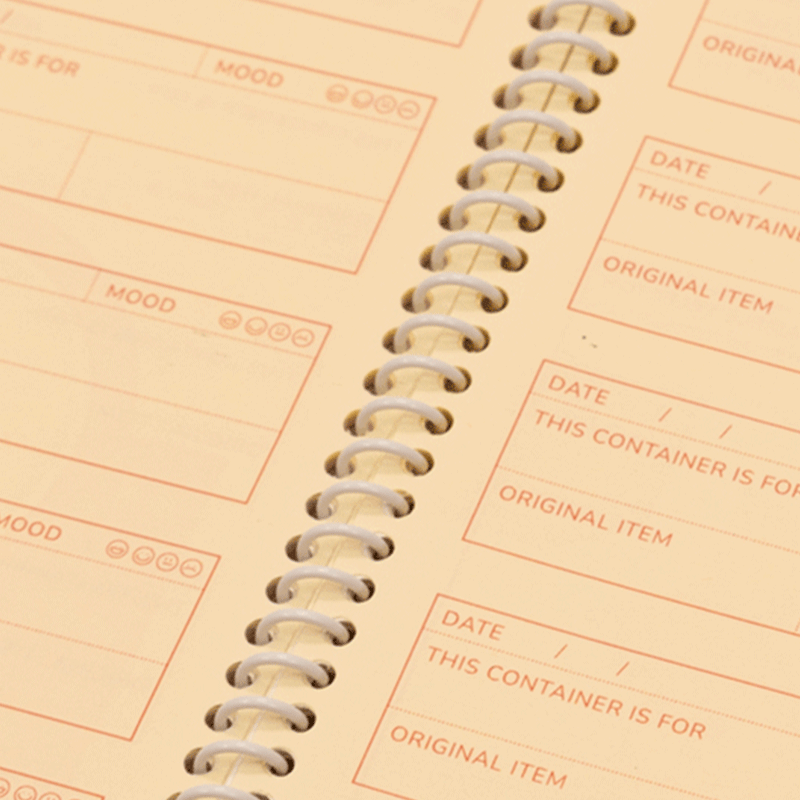 /
R IS FOR MOOD
MOOD
MOOD
ORIGINA
DATE /
THIS CONTAINE
ORIGINAL ITEM
DATE / /
THIS CONTAINER IS FOR
ORIGINAL ITEM
DATE / /
THIS CONTAINER IS FOR
ORIGINAL ITEM